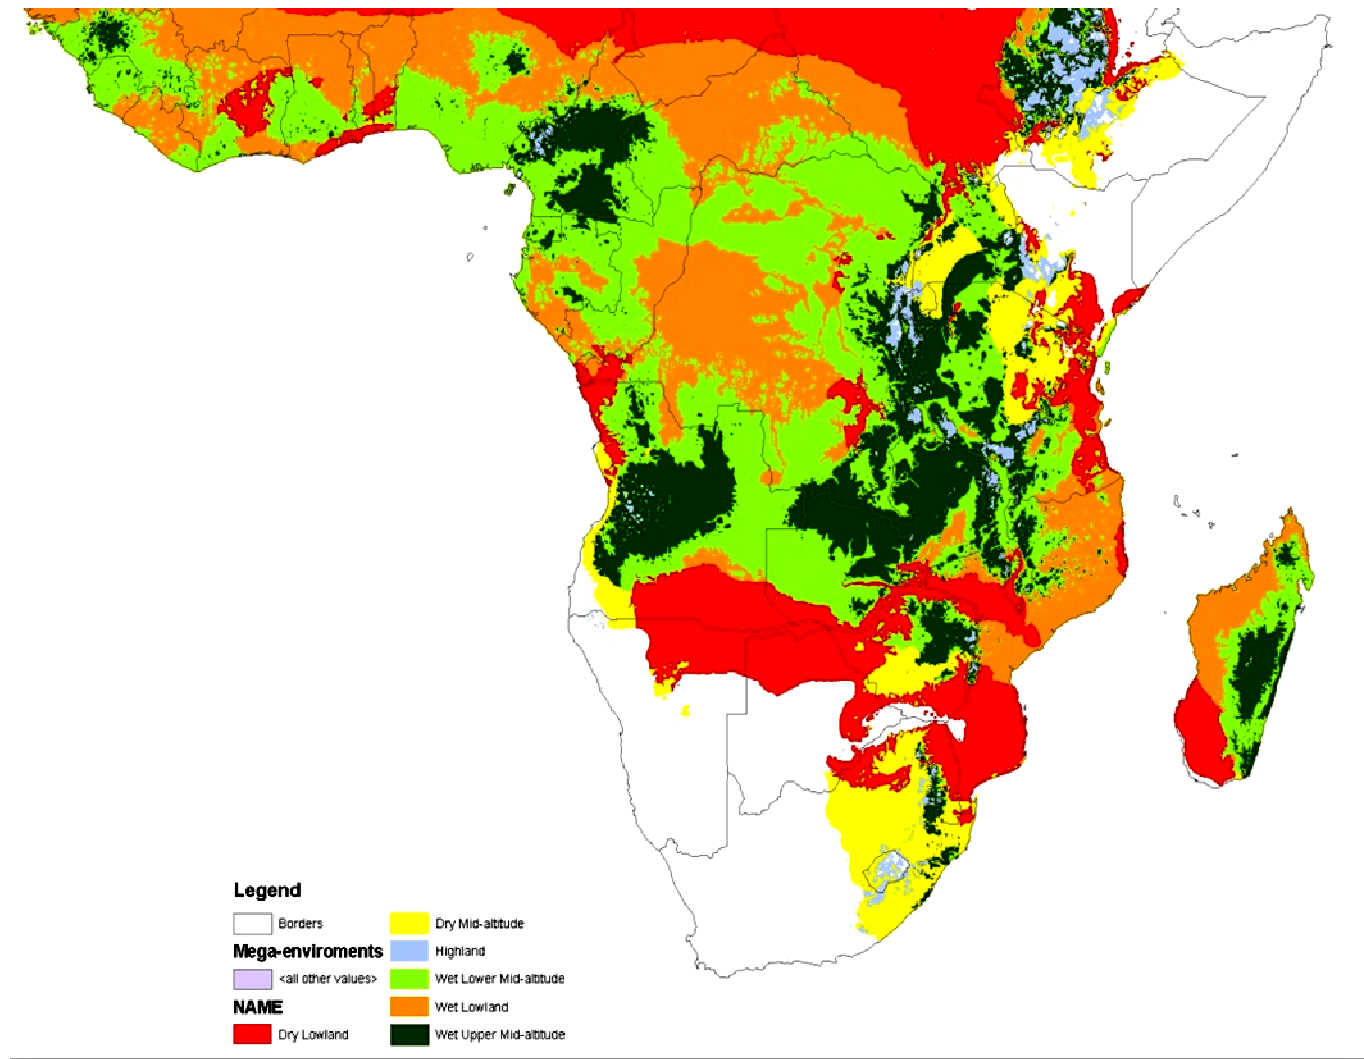 Legend
Borders
Mega-enviroments
<all other values>
NAME
Dry Lowland
Dry Mid-altitude
Highland
Wet Lower Mid-altitude
Wet Lowland
Wet Upper Mid-altitude